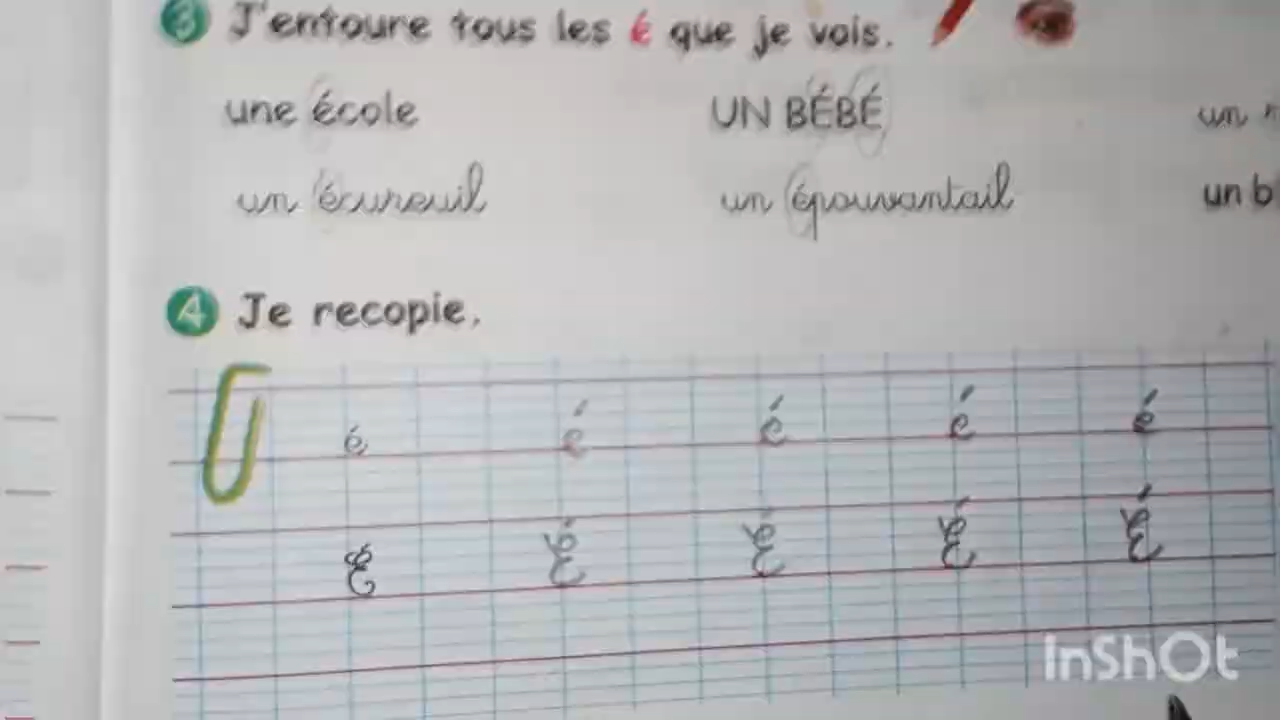 3 J'entoure tous les é que je vois.
une école UN BÉBÉ un
un écureuil un épouvantail un b
4 Je recopie.
é é é é é
É É É É É
InShOt